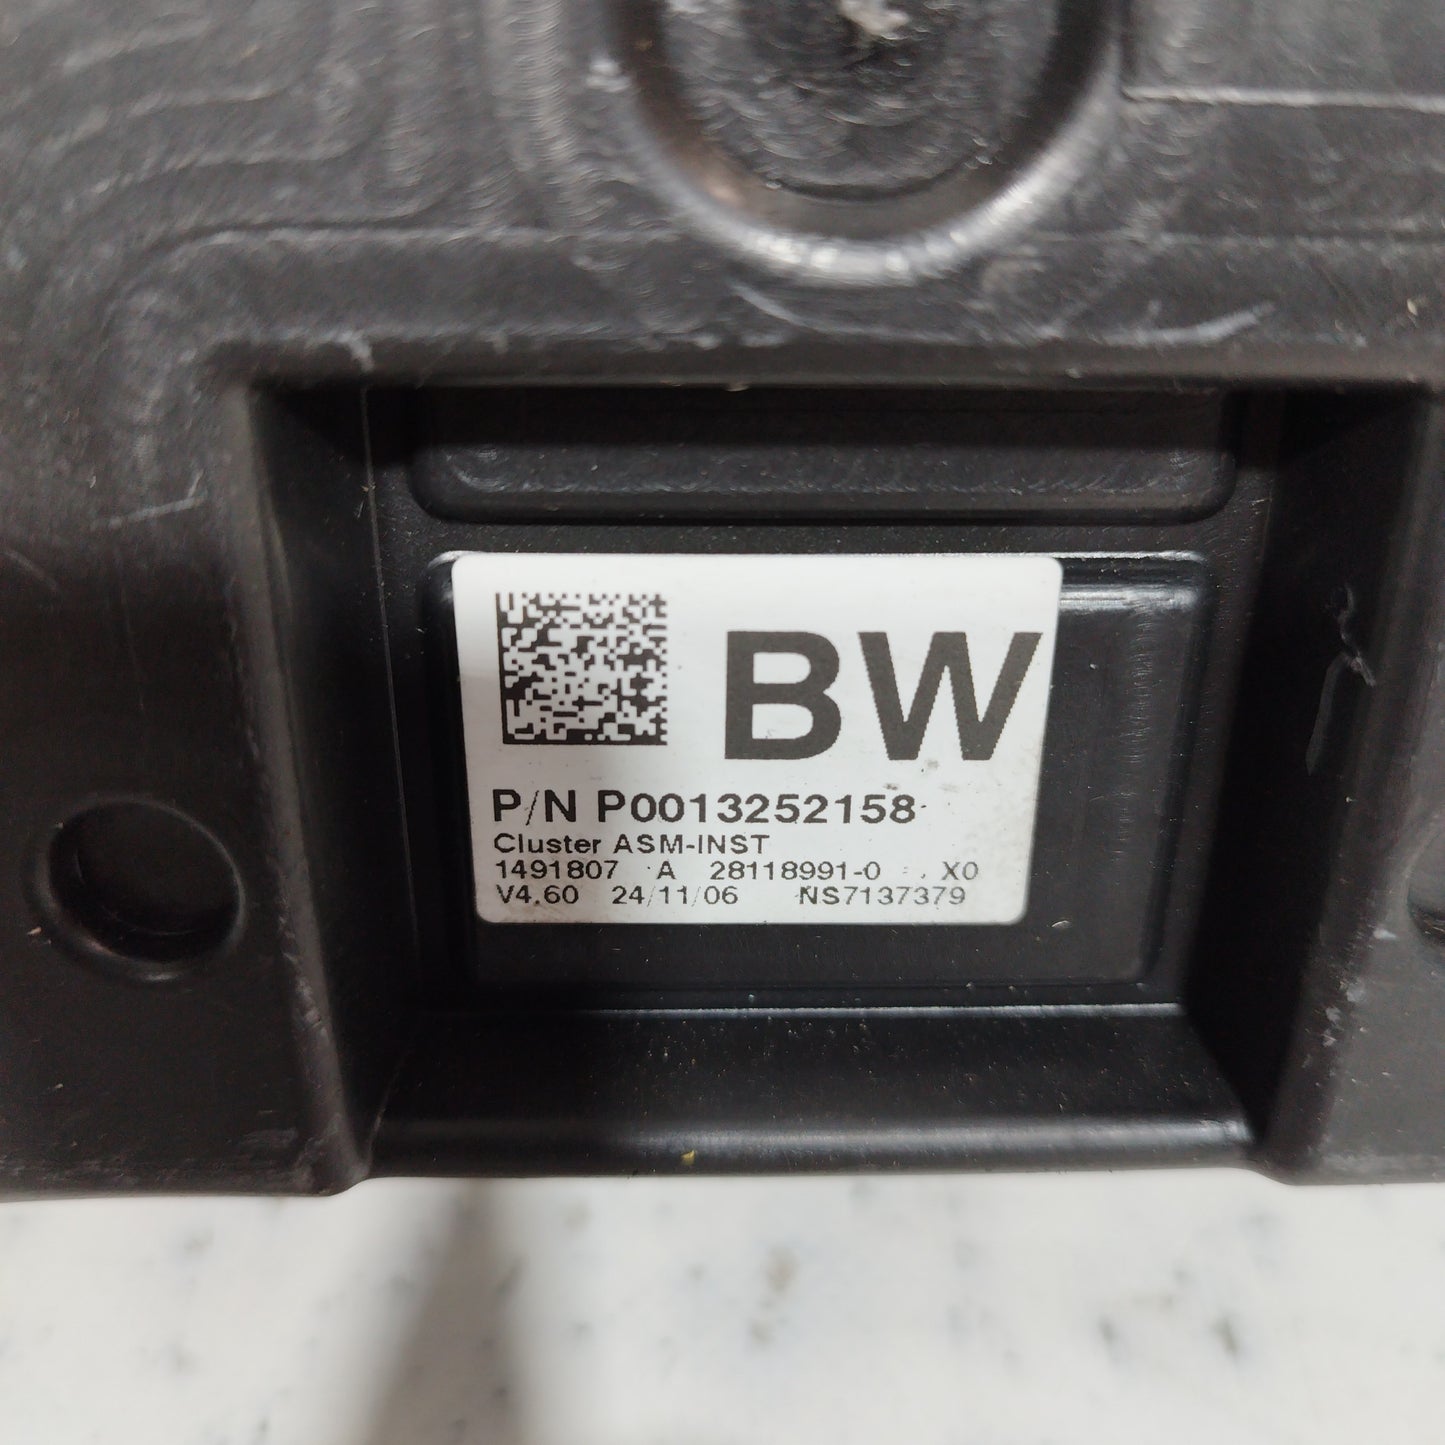 BW
P/N P0013252158
Cluster ASM-INST
1491807 A 28118991-0 X0
V4.60 24/11/06 NS7137379